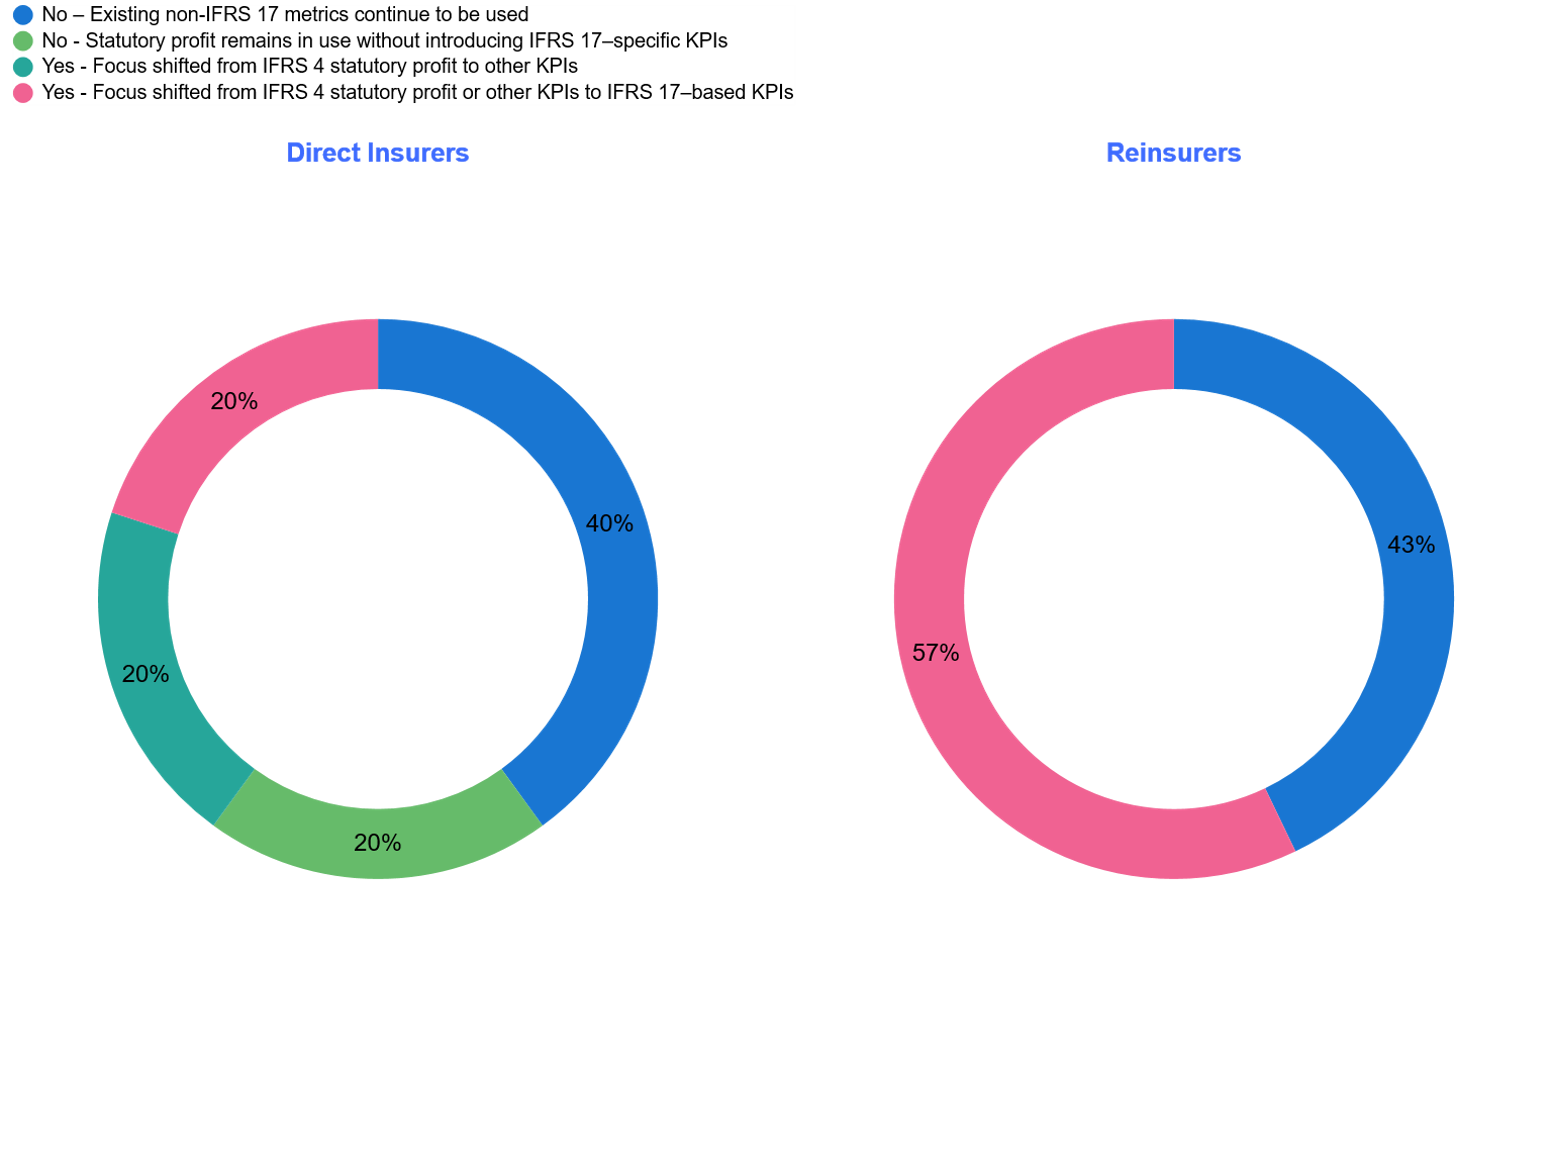 No – Existing non-IFRS 17 metrics continue to be used
No - Statutory profit remains in use without introducing IFRS 17–specific KPIs
Yes - Focus shifted from IFRS 4 statutory profit to other KPIs
Yes - Focus shifted from IFRS 4 statutory profit or other KPIs to IFRS 17–based KPIs
Direct Insurers
20%
40%
20%
20%
Reinsurers
43%
57%